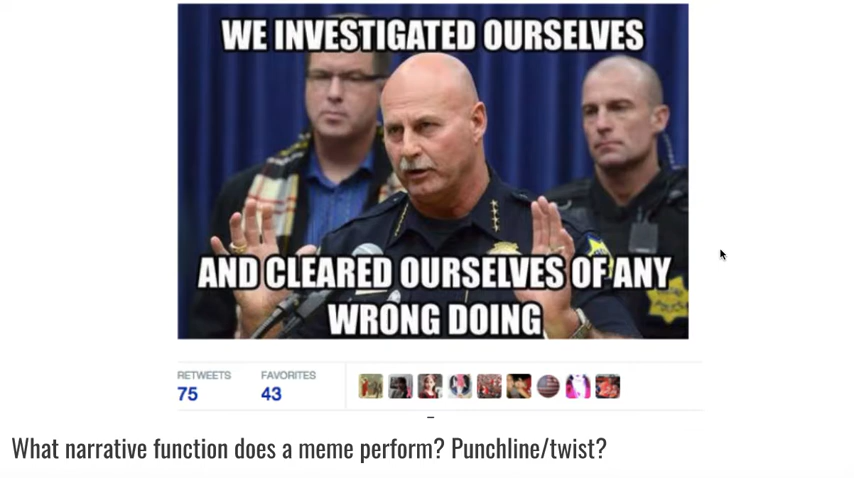 WE INVESTIGATED OURSELVES
AND CLEARED OURSELVES OF ANY
WRONG DOING
RETWEETS FAVORITES
75 43
What narrative function does a meme perform? Punchline/twist?